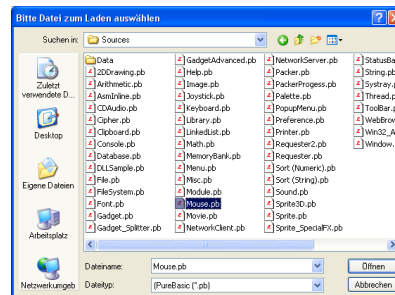 Bitte Datei zum Laden auswählen
Suchen in:
Sources
Zuletzt
verwendete D...
Desktop
Eigene Dateien
Arbeitsplatz
Netzwerkumgeb
Data
2DDrawing.pb
Arithmetic.pb
AsmInline.pb
CDAudio.pb
Cipher.pb
Clipboard.pb
Console.pb
Database.pb
DLLSample.pb
File.pb
FileSystem.pb
Font.pb
Gadget.pb
Gadget_Splitter.pb
GadgetAdvanced.pb
Help.pb
Image.pb
Joystick.pb
Keyboard.pb
Library.pb
LinkedList.pb
Math.pb
MemoryBank.pb
Menu.pb
Misc.pb
Module.pb
Mouse.pb
Movie.pb
NetworkClient.pb
NetworkServer.pb
Packer.pb
PackerProgess.pb
Palette.pb
PopupMenu.pb
Preference.pb
Printer.pb
Requester2.pb
Requester.pb
Sort (Numeric).pb
Sort (String).pb
Sound.pb
Sprite3D.pb
Sprite.pb
Sprite_SpecialFX.pb
StatusBa
String.pb
Systray.
Thread.p
ToolBar.
WebBrow
Win32_A
Window.
Dateiname:
Mouse.pb
Öffnen
Dateityp:
(PureBasic (*.pb)
Abbrechen